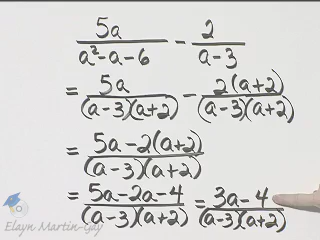 5a/(a²-a-6) - 2/(a-3)
= 5a/((a-3)(a+2)) - 2(a+2)/((a-3)(a+2))
= (5a-2(a+2))/((a-3)(a+2))
= (5a-2a-4)/((a-3)(a+2)) = (3a-4)/((a-3)(a+2))
Elayn Martin-Gay